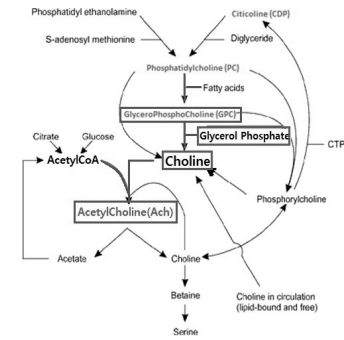 Phosphatidyl ethanolamine
Citicoline (CDP)
S-adenosyl methionine
Diglyceride
Phosphatidylcholine (PC)
Fatty acids
GlyceroPhosphoCholine (GPC)
Glycerol Phosphate
Citrate
Glucose
CTP
AcetylCoA
Choline
Phosphorylcholine
AcetylCholine(Ach)
Acetate
Choline
Betaine
Choline in circulation
(lipid-bound and free)
Serine